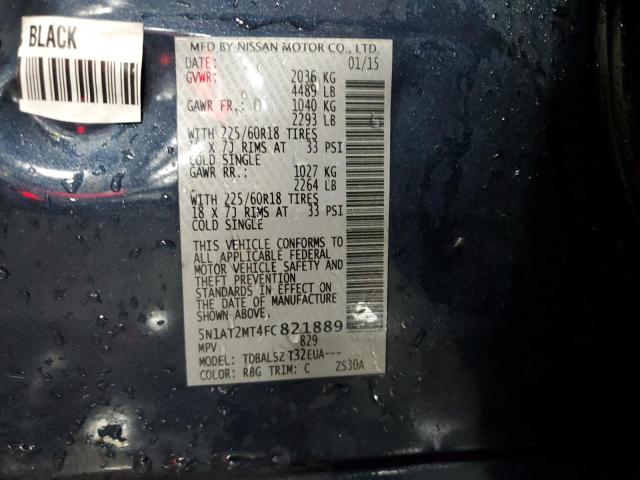 BLACK
MFD BY NISSAN MOTOR CO., LTD.
DATE: 01/15
GVWR: 2036 KG
4489 LB
GAWR FR.: 1040 KG
2293 LB
WITH 225/60R18 TIRES
18 X 7J RIMS AT 33 PSI
COLD SINGLE
GAWR RR.: 1027 KG
2264 LB
WITH 225/60R18 TIRES
18 X 7J RIMS AT 33 PSI
COLD SINGLE
THIS VEHICLE CONFORMS TO
ALL APPLICABLE FEDERAL
MOTOR VEHICLE SAFETY AND
THEFT PREVENTION
STANDARDS IN EFFECT ON
THE DATE OF MANUFACTURE
SHOWN ABOVE.
5N1AT2MT4FC821889
MPV 829
MODEL: TDBALSZ T32EUA---
COLOR: RBG TRIM: C ZS30A